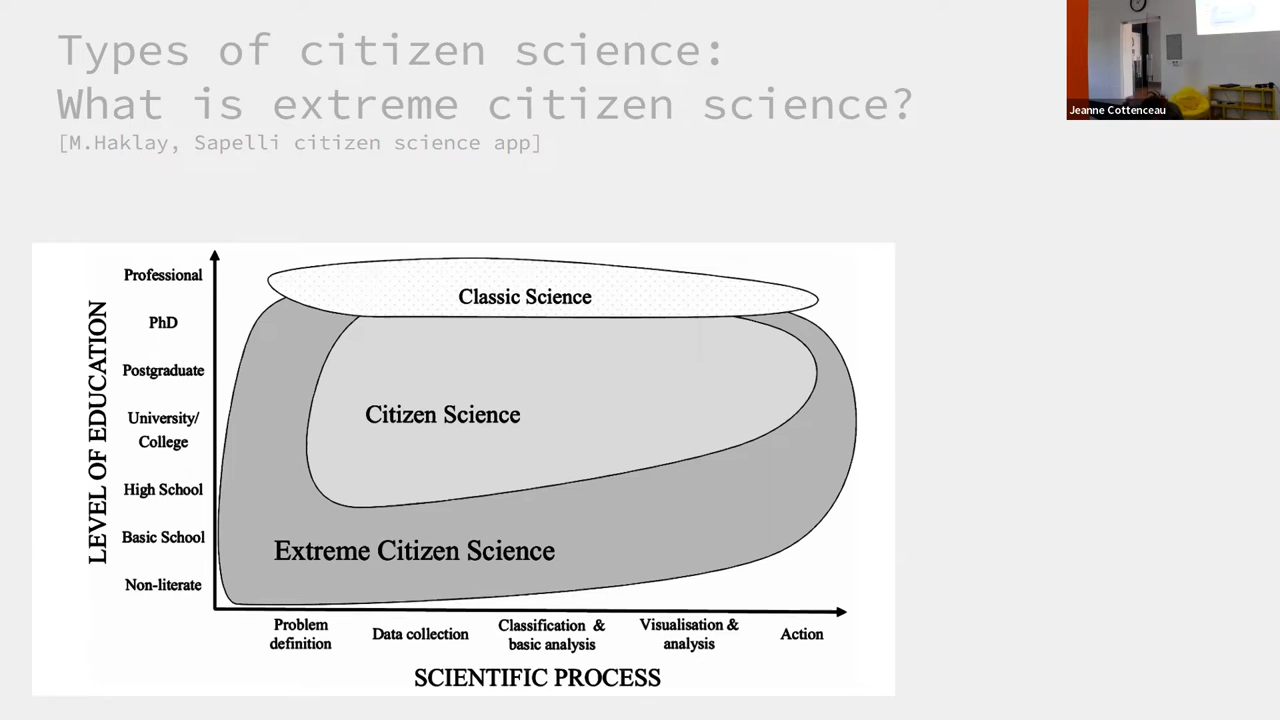 Types of citizen science:
What is extreme citizen science?
[M.Haklay, Sapelli citizen science app]
Jeanne Cottenceau
LEVEL OF EDUCATION
Professional
PhD
Postgraduate
University/
College
High School
Basic School
Non-literate
Classic Science
Citizen Science
Extreme Citizen Science
Problem
definition
Data collection
Classification &
basic analysis
Visualisation &
analysis
Action
SCIENTIFIC PROCESS